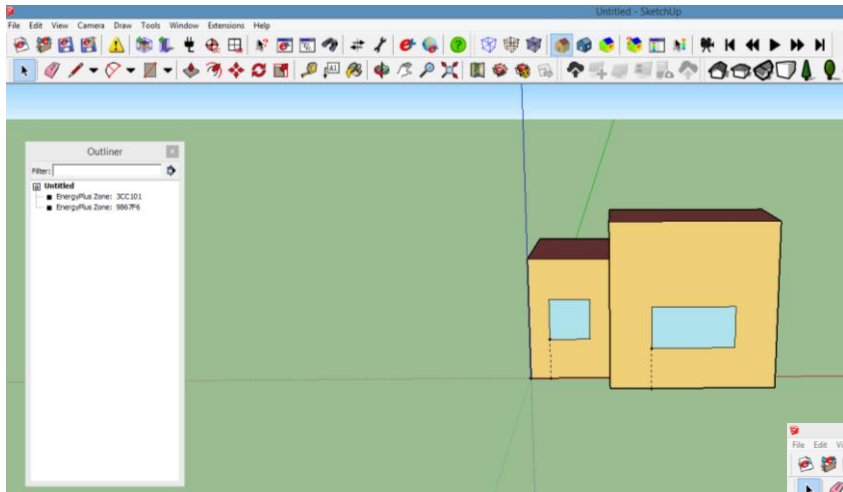 Untitled - SketchUp
File Edit View Camera Draw Tools Window Extensions Help
Outliner
Filter:
Untitled
EnergyPlus Zone: 3CC101
EnergyPlus Zone: 9867F6
File Edit